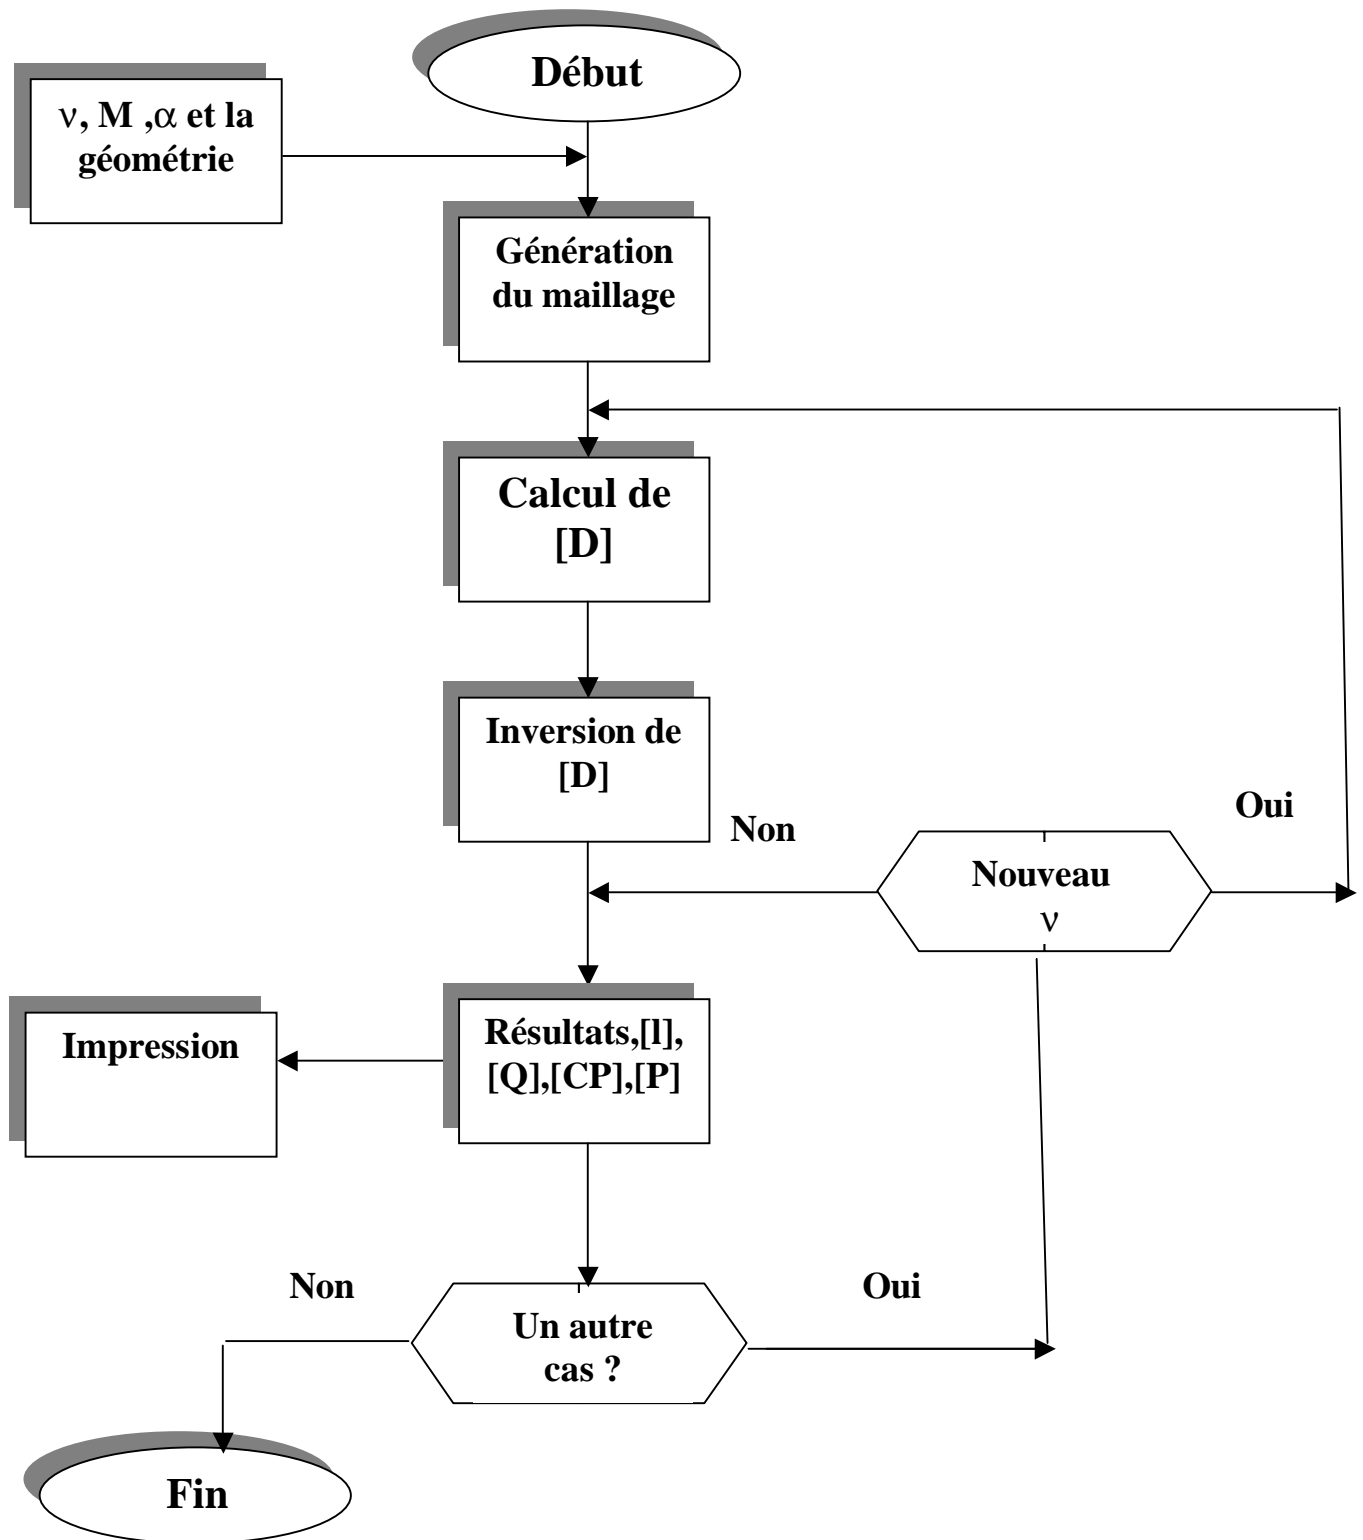 Début
ν, M ,α et la
géométrie
Génération
du maillage
Calcul de
[D]
Inversion de
[D]
Non
Oui
Nouveau
ν
Impression
Résultats,[l],
[Q],[CP],[P]
Non
Oui
Un autre
cas ?
Fin